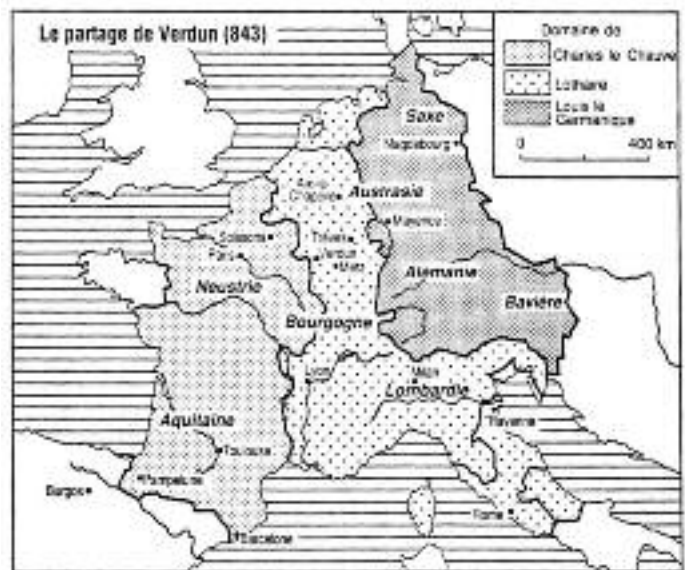 Le partage de Verdun (843)
Domaine de
Charles le Chauve
Lothaire
Louis le
Germanique
0 400 km
Saxe
Magdebourg
Aix-la-
Chapelle
Austrasie
Mayence
Soissons
Trèves
Paris
Verdun
Metz
Neustrie
Alémanie
Bavière
Bourgogne
Lyon
Milan
Lombardie
Ravenne
Aquitaine
Toulouse
Pampelune
Burgos
Rome
Barcelone